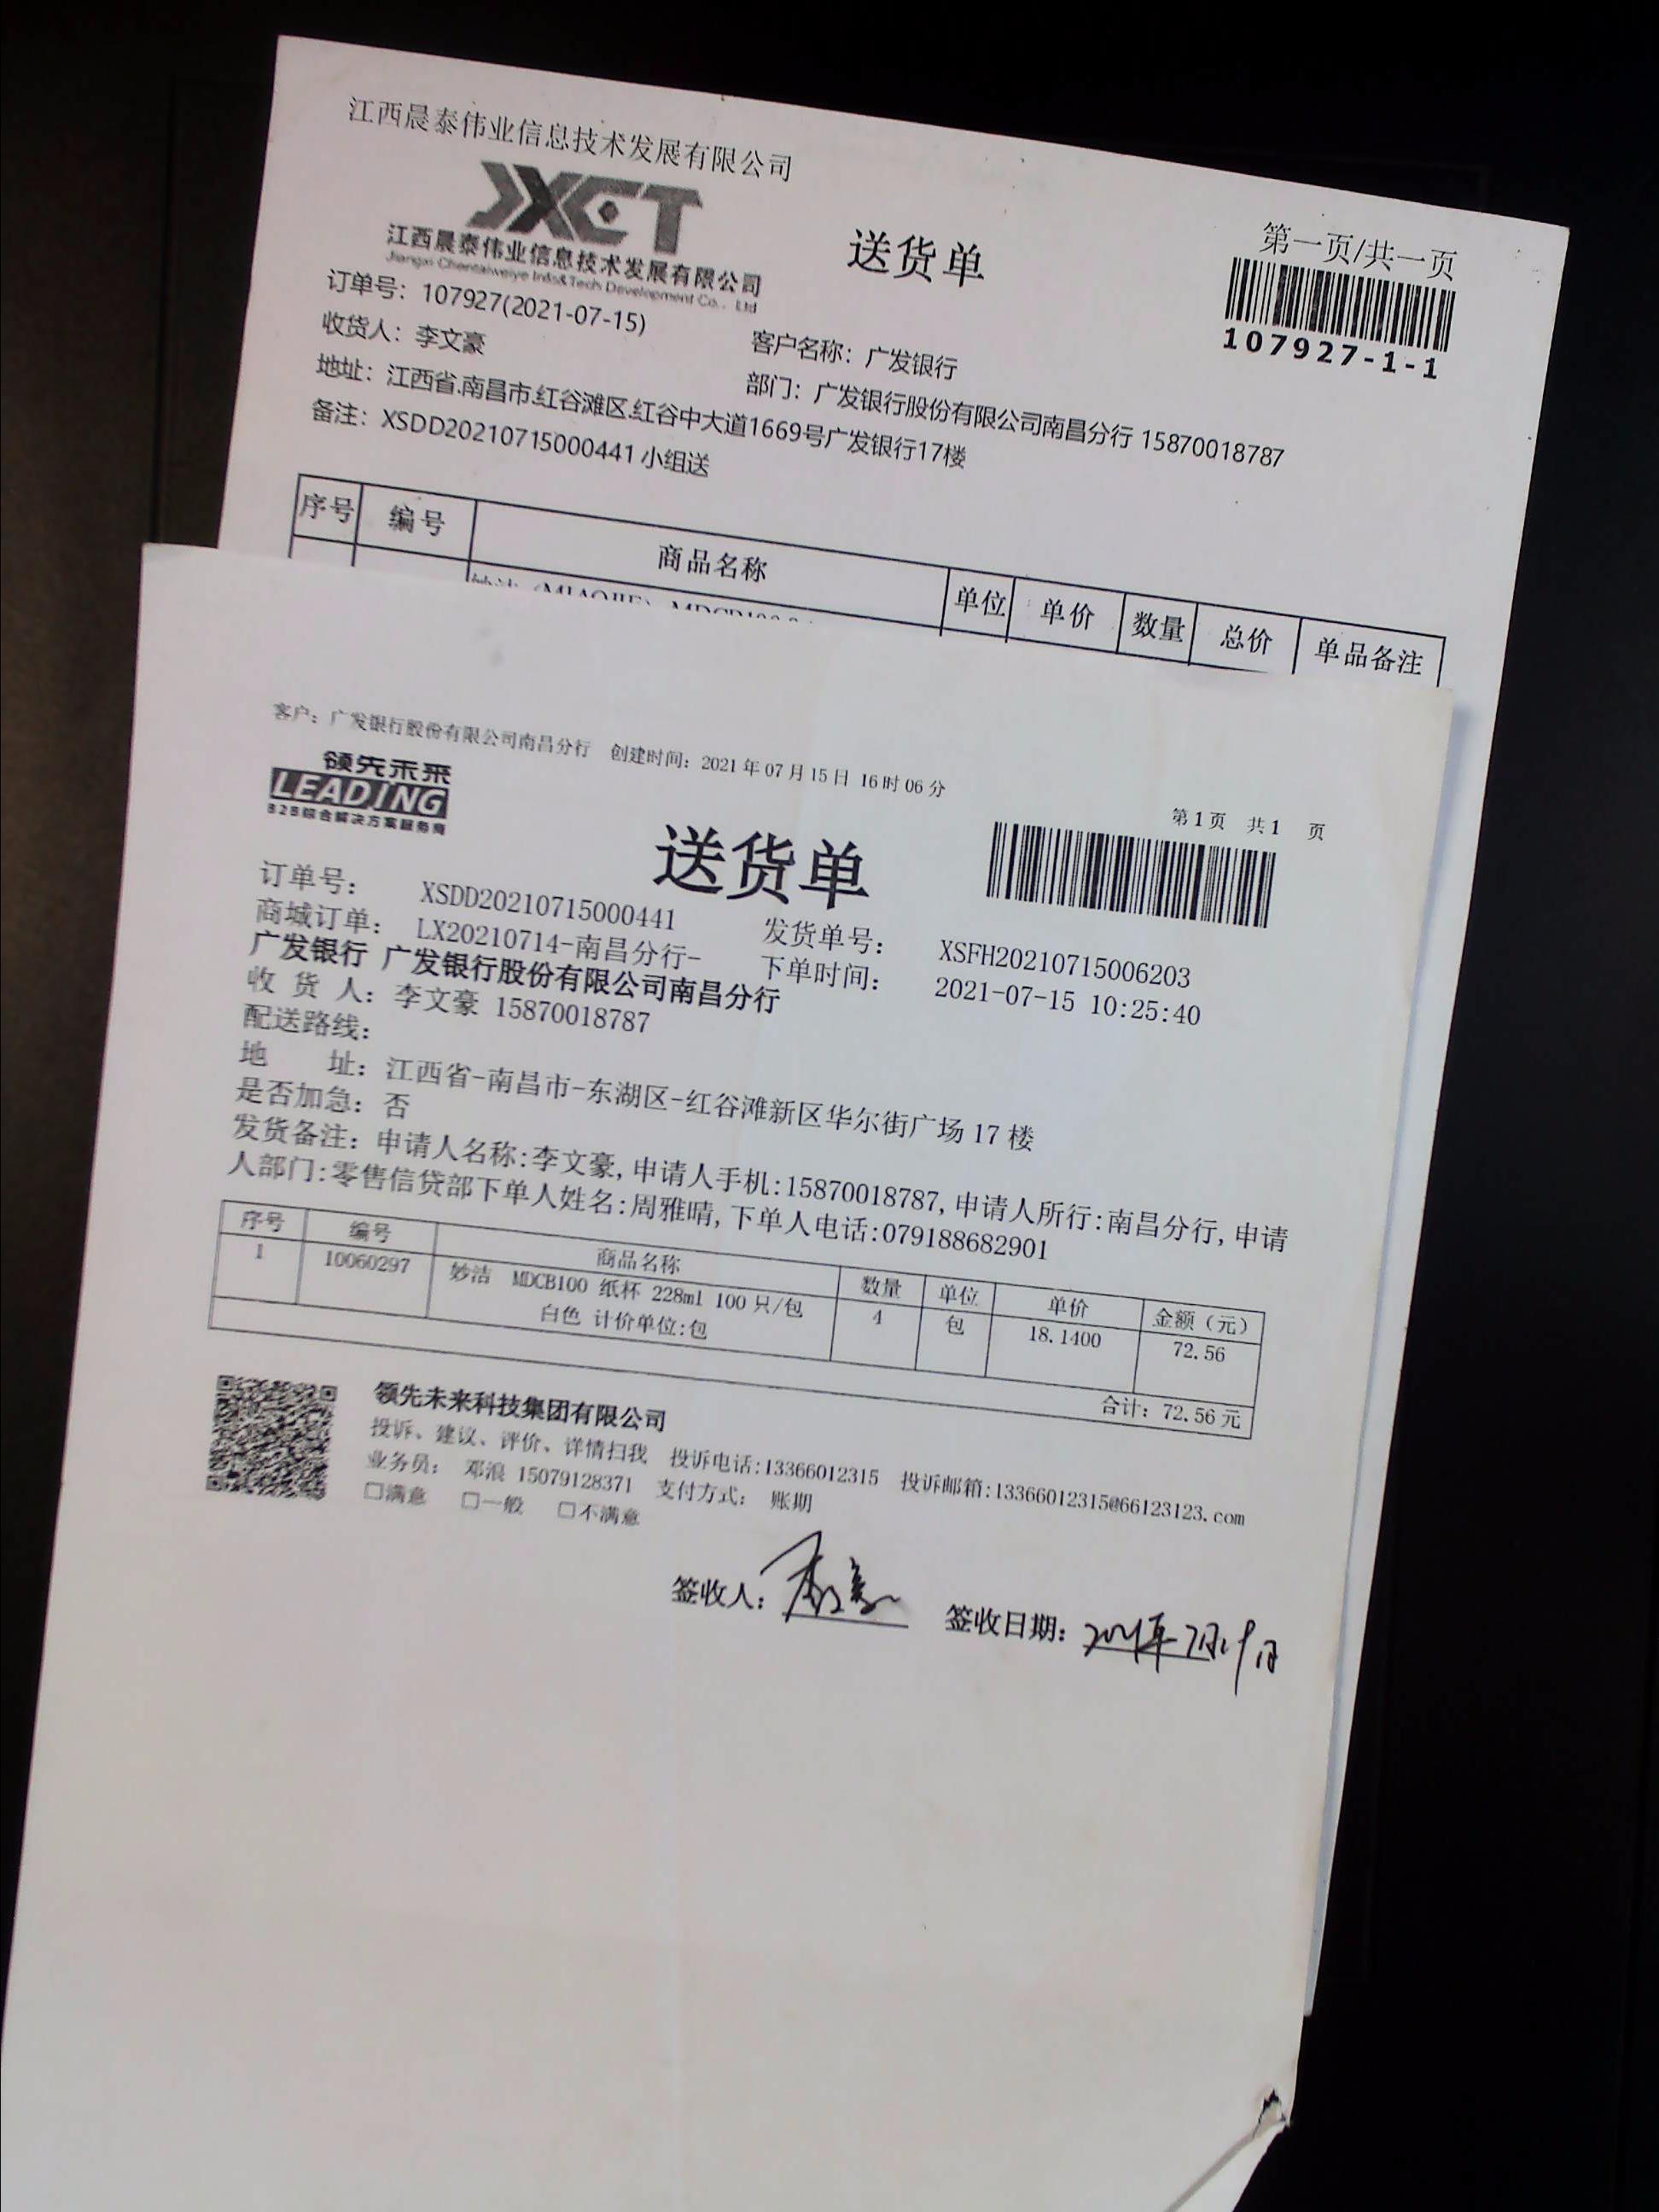 江西晨泰伟业信息技术发展有限公司
JXCT
江西晨泰伟业信息技术发展有限公司
Jiangxi Chentaiweiye Info&Tech Development Co., Ltd
送货单
第一页/共一页
107927-1-1
订单号：107927(2021-07-15)
收货人：李文豪 客户名称：广发银行
部门：广发银行股份有限公司南昌分行 15870018787
地址：江西省.南昌市.红谷滩区.红谷中大道1669号广发银行17楼
备注：XSDD20210715000441 小组送
序号 编号 商品名称 单位 单价 数量 总价 单品备注
客户：广发银行股份有限公司南昌分行 创建时间：2021年07月15日 16时06分
领先未来
LEADING
B2B综合解决方案服务商
送货单
第1页 共1 页
订单号： XSDD20210715000441 发货单号： XSFH20210715006203
商城订单： LX20210714-南昌分行- 下单时间： 2021-07-15 10:25:40
广发银行 广发银行股份有限公司南昌分行
收货人：李文豪 15870018787
配送路线：
地 址：江西省-南昌市-东湖区-红谷滩新区华尔街广场17楼
是否加急：否
发货备注：申请人名称:李文豪,申请人手机:15870018787,申请人所行:南昌分行,申请
人部门:零售信贷部下单人姓名:周雅晴,下单人电话:079188682901
序号 编号 商品名称 数量 单位 单价 金额（元）
1 10060297 妙洁 MDCB100 纸杯 228ml 100只/包 4 包 18.1400 72.56
白色 计价单位:包
合计：72.56元
领先未来科技集团有限公司
投诉、建议、评价、详情扫我 投诉电话:13366012315 投诉邮箱:13366012315@66123123.com
业务员： 邓浪 15079128371 支付方式： 账期
□满意 □一般 □不满意
签收人： 签收日期：